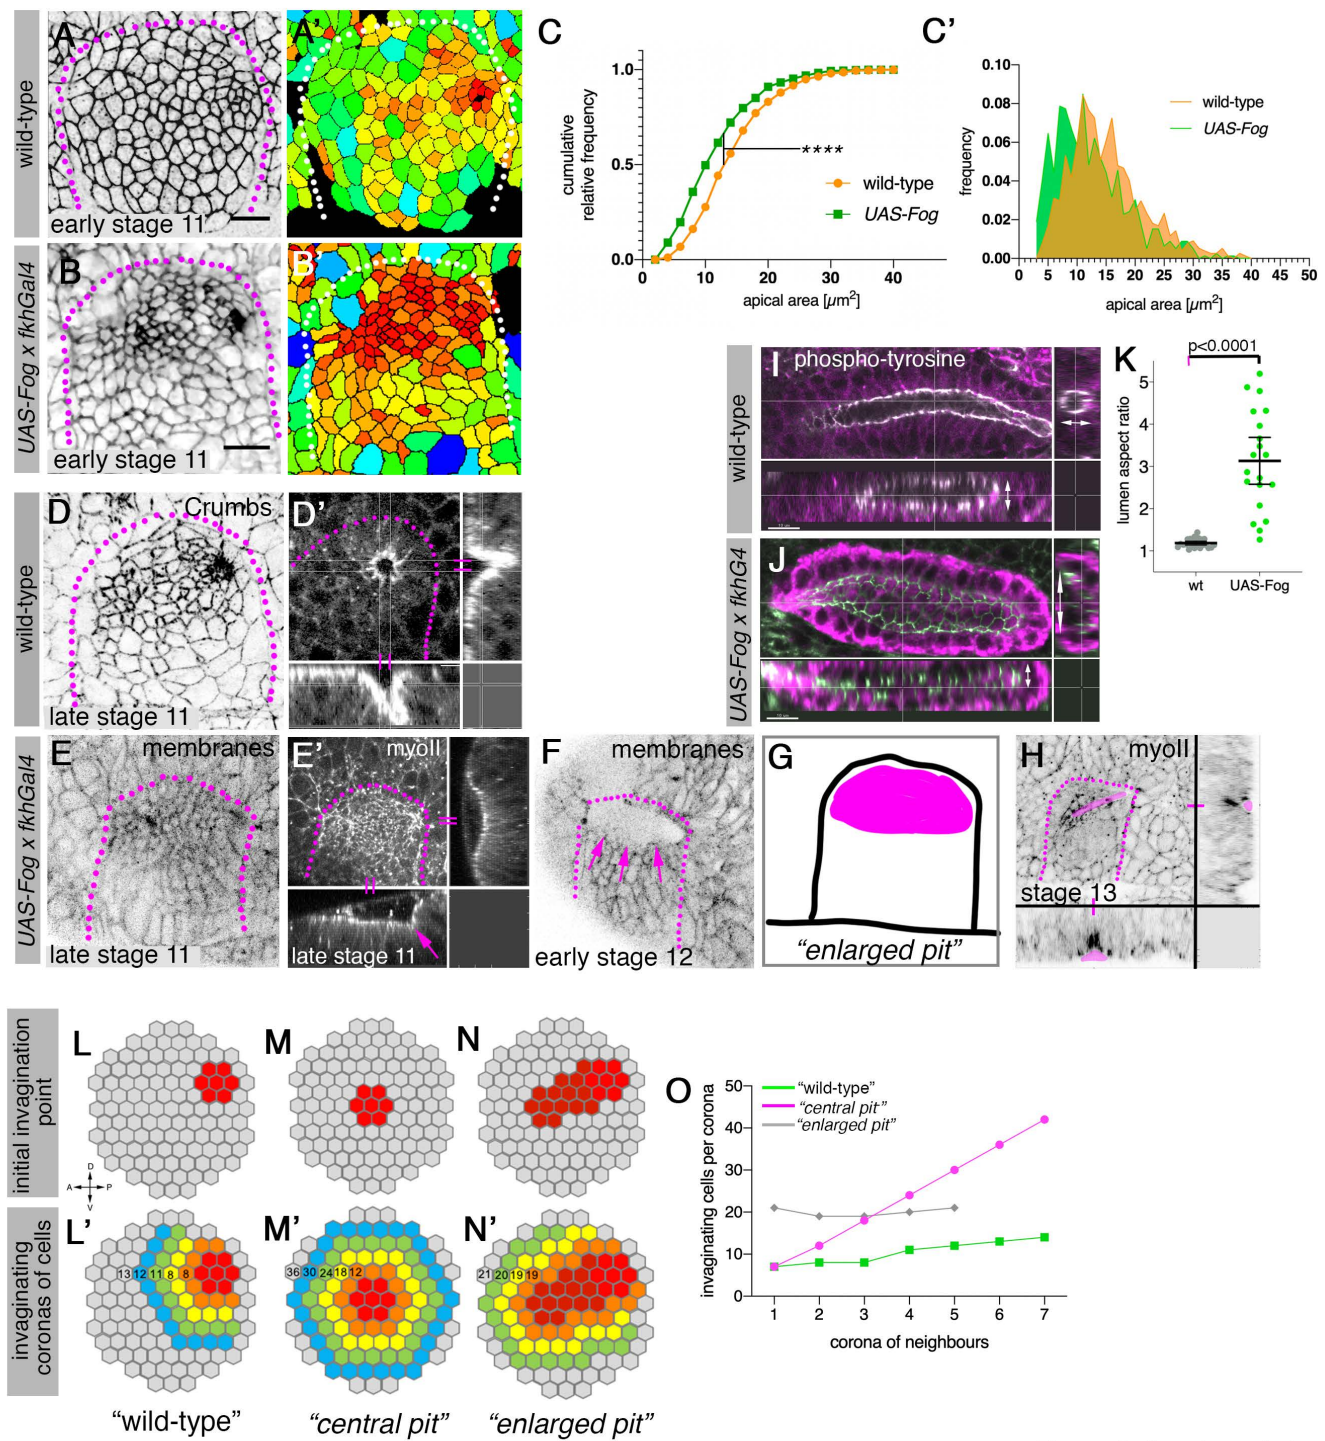 A
wild-type
early stage 11
A'
B
UAS-Fog x fkhGal4
early stage 11
B'
C
cumulative
relative frequency
1.0
0.5
0.0
0
10
20
30
40
apical area [µm²]
****
wild-type
UAS-Fog
C'
frequency
0.10
0.08
0.06
0.04
0.02
0.00
0 5 10 15 20 25 30 35 40 45 50
apical area [µm²]
wild-type
UAS-Fog
D
Crumbs
wild-type
late stage 11
D'
E
membranes
UAS-Fog x fkhGal4
late stage 11
E'
myoII
late stage 11
F
membranes
early stage 12
G
"enlarged pit"
H
myoII
stage 13
I
phospho-tyrosine
wild-type
J
UAS-Fog x fkhG4
K
p<0.0001
lumen aspect ratio
5
4
3
2
1
wt
UAS-Fog
initial invagination
point
L
M
N
D
A
P
V
invaginating
coronas of cells
L'
13 12 11 8 8
M'
36 30 24 18 12
N'
21 20 19 19
"wild-type"
"central pit"
"enlarged pit"
O
invaginating cells per corona
50
40
30
20
10
0
1 2 3 4 5 6 7
corona of neighbours
"wild-type"
"central pit"
"enlarged pit"